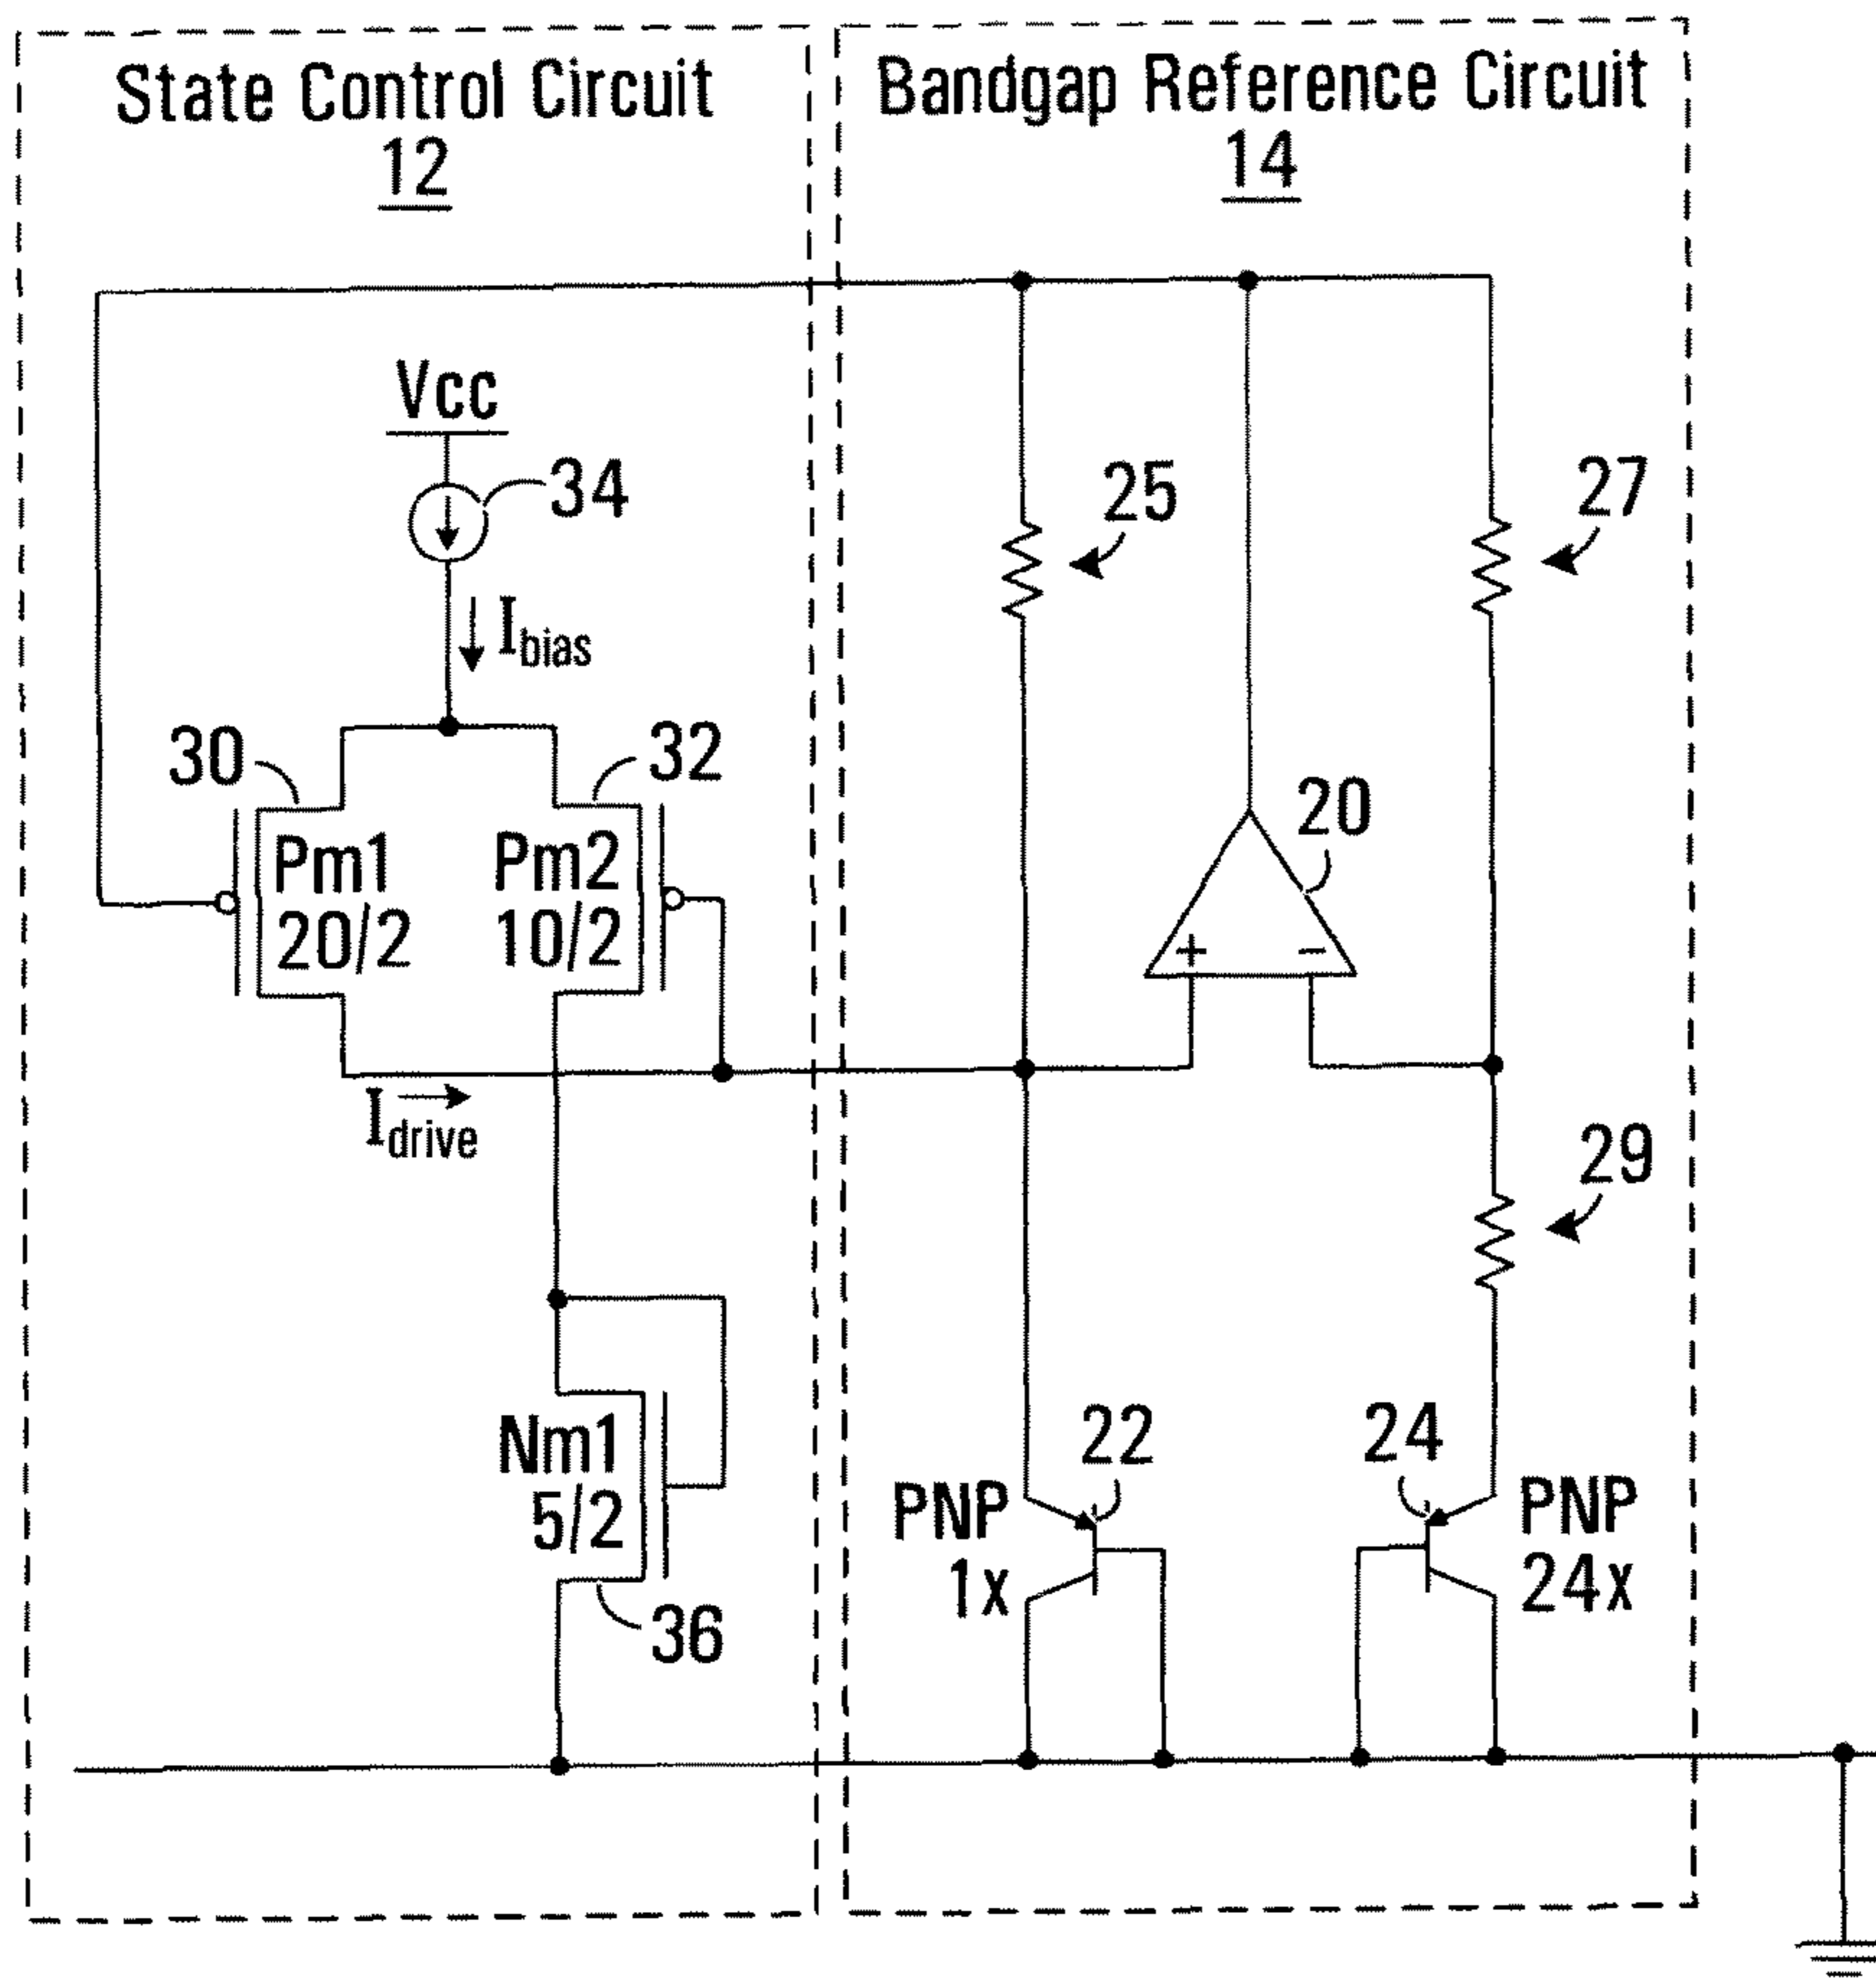 State Control Circuit
12
Bandgap Reference Circuit
14
Vcc
34
Ibias
25
27
30
32
Pm1
20/2
Pm2
10/2
20
+
-
Idrive
29
Nm1
5/2
36
22
24
PNP
1x
PNP
24x